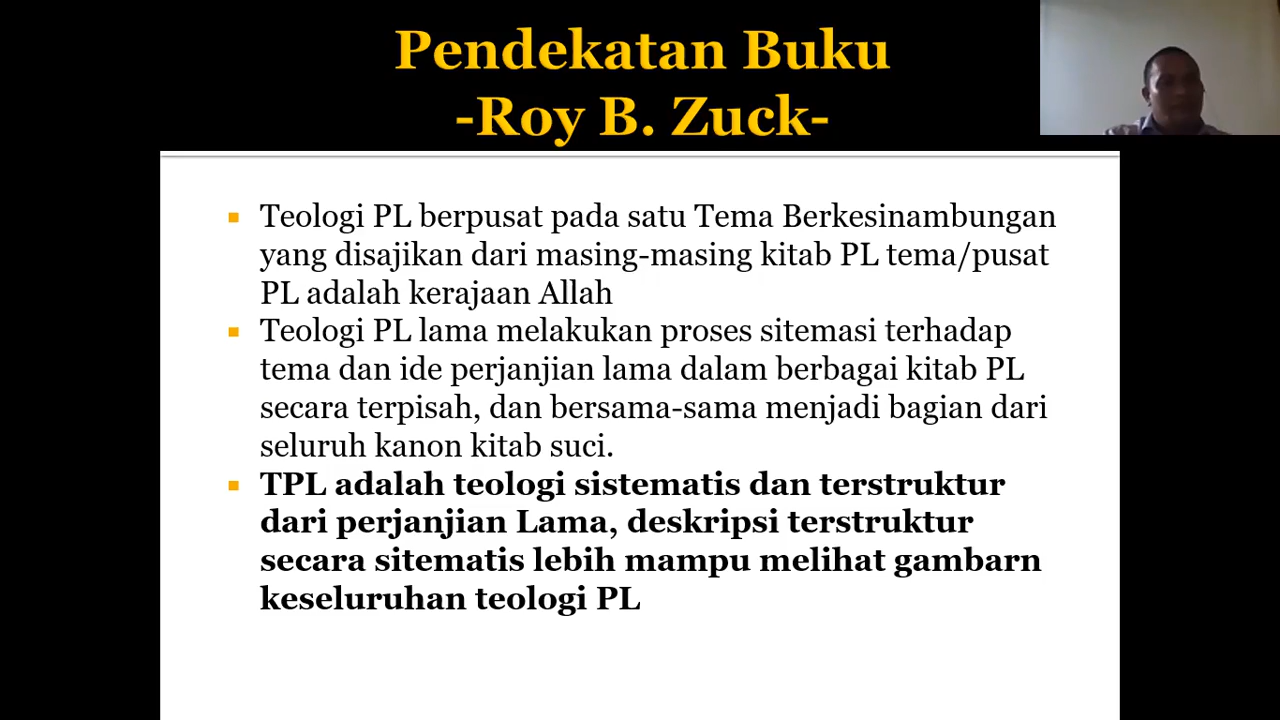 Pendekatan Buku
-Roy B. Zuck-
Teologi PL berpusat pada satu Tema Berkesinambungan
yang disajikan dari masing-masing kitab PL tema/pusat
PL adalah kerajaan Allah
Teologi PL lama melakukan proses sitemasi terhadap
tema dan ide perjanjian lama dalam berbagai kitab PL
secara terpisah, dan bersama-sama menjadi bagian dari
seluruh kanon kitab suci.
TPL adalah teologi sistematis dan terstruktur
dari perjanjian Lama, deskripsi terstruktur
secara sitematis lebih mampu melihat gambarn
keseluruhan teologi PL